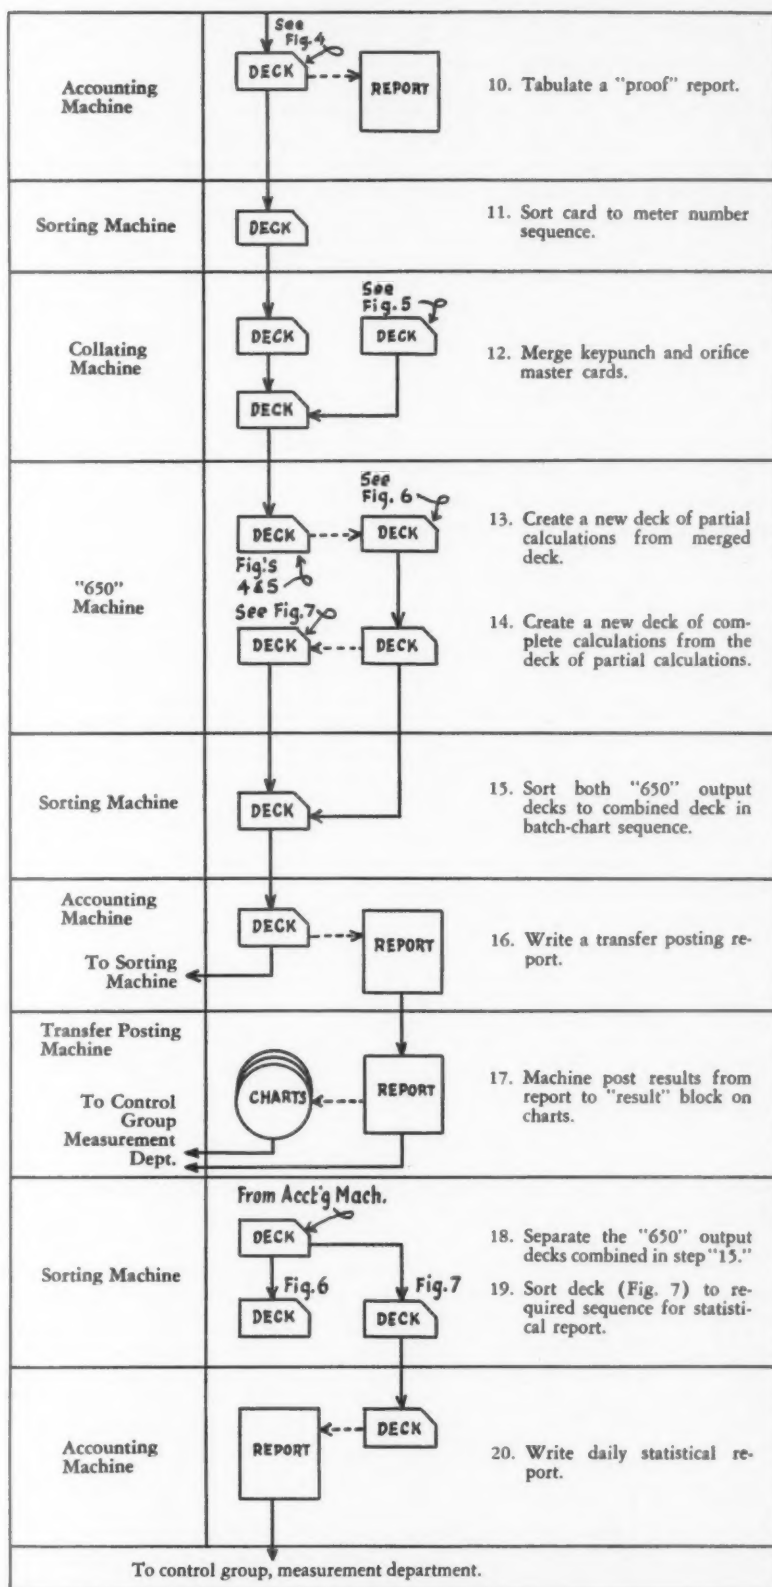 See
Fig.4
DECK
REPORT
Accounting
Machine
10. Tabulate a "proof" report.
Sorting Machine
DECK
11. Sort card to meter number
sequence.
See
Fig.5
Collating
Machine
DECK
DECK
DECK
12. Merge keypunch and orifice
master cards.
See
Fig. 6
"650"
Machine
DECK
DECK
Fig.'s
4&5
See Fig.7
DECK
DECK
13. Create a new deck of partial
calculations from merged
deck.
14. Create a new deck of com-
plete calculations from the
deck of partial calculations.
Sorting Machine
DECK
15. Sort both "650" output
decks to combined deck in
batch-chart sequence.
Accounting
Machine
To Sorting
Machine
DECK
REPORT
16. Write a transfer posting re-
port.
Transfer Posting
Machine
To Control
Group
Measurement
Dept.
CHARTS
REPORT
17. Machine post results from
report to "result" block on
charts.
From Acct'g Mach.
Sorting Machine
DECK
Fig.6
Fig.7
DECK
DECK
18. Separate the "650" output
decks combined in step "15."
19. Sort deck (Fig. 7) to re-
quired sequence for statisti-
cal report.
Accounting
Machine
REPORT
DECK
20. Write daily statistical re-
port.
To control group, measurement department.